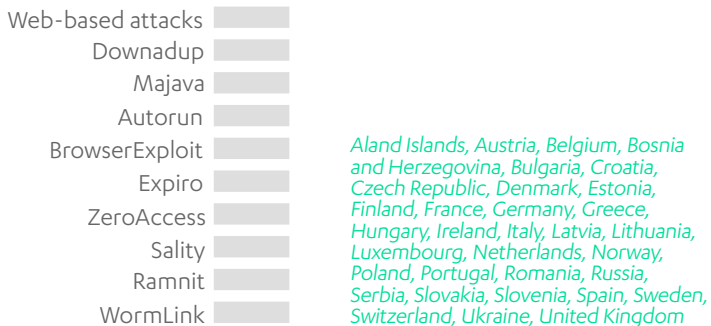 Web-based attacks
Downadup
Majava
Autorun
BrowserExploit
Expiro
ZeroAccess
Sality
Ramnit
WormLink
Aland Islands, Austria, Belgium, Bosnia
and Herzegovina, Bulgaria, Croatia,
Czech Republic, Denmark, Estonia,
Finland, France, Germany, Greece,
Hungary, Ireland, Italy, Latvia, Lithuania,
Luxembourg, Netherlands, Norway,
Poland, Portugal, Romania, Russia,
Serbia, Slovakia, Slovenia, Spain, Sweden,
Switzerland, Ukraine, United Kingdom